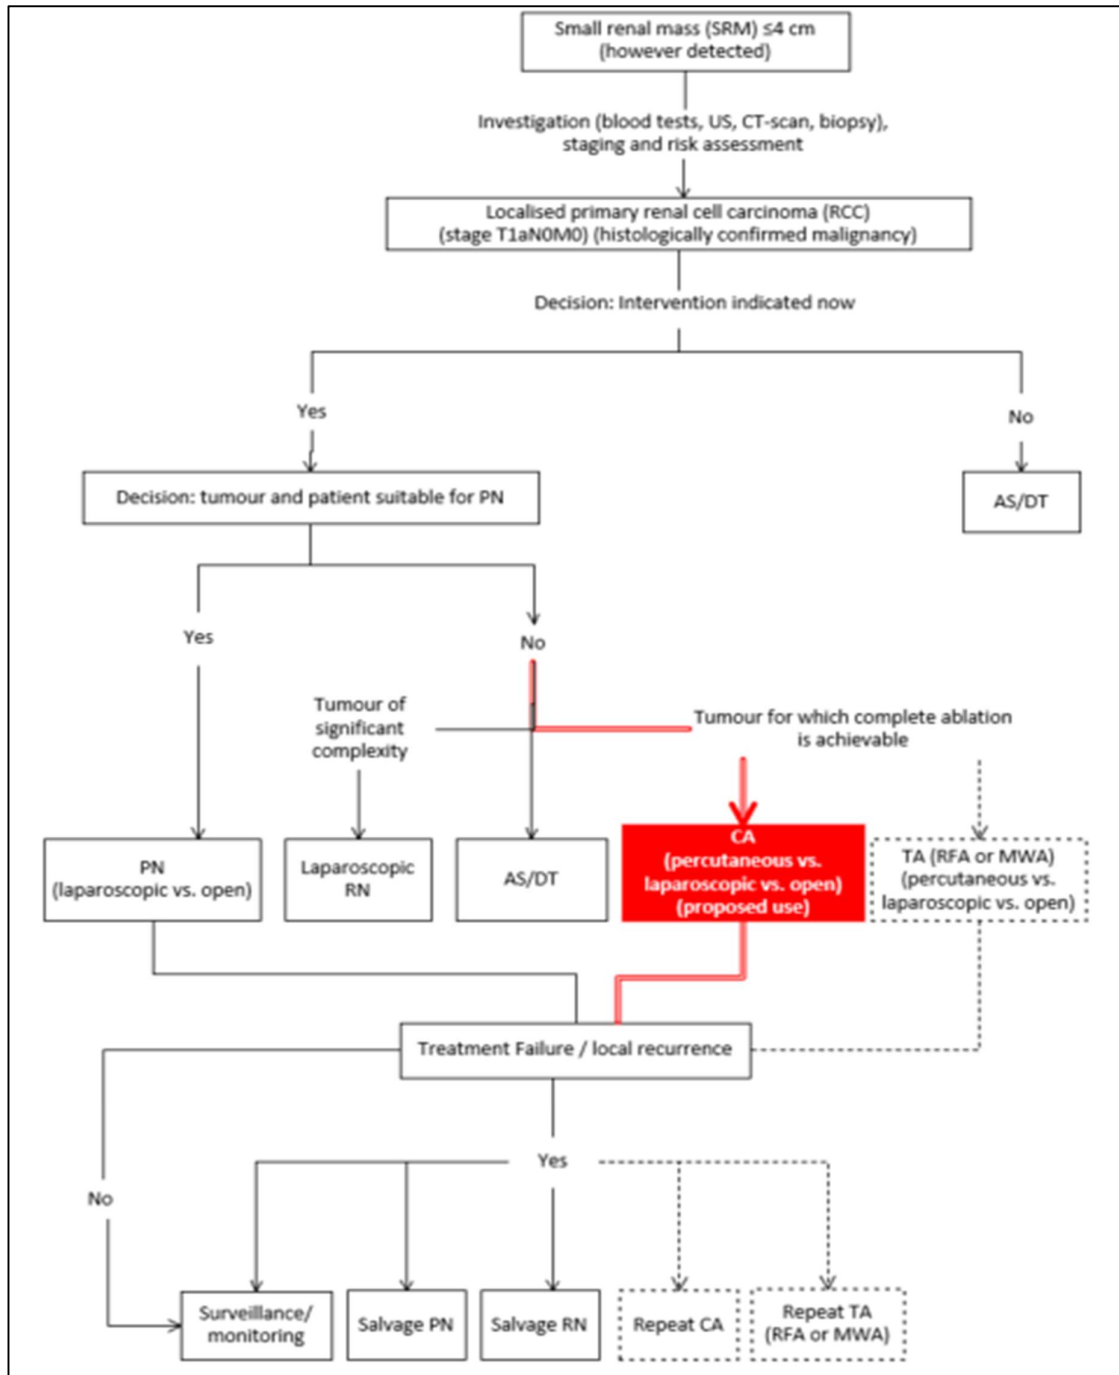 Small renal mass (SRM) ≤4 cm
(however detected)
Investigation (blood tests, US, CT-scan, biopsy),
staging and risk assessment
Localised primary renal cell carcinoma (RCC)
(stage T1aN0M0) (histologically confirmed malignancy)
Decision: Intervention indicated now
Yes
No
Decision: tumour and patient suitable for PN
AS/DT
Yes
No
Tumour of
significant
complexity
Tumour for which complete ablation
is achievable
PN
(laparoscopic vs. open)
Laparoscopic
RN
AS/DT
CA
(percutaneous vs.
laparoscopic vs. open)
(proposed use)
TA (RFA or MWA)
(percutaneous vs.
laparoscopic vs. open)
Treatment Failure / local recurrence
Yes
No
Surveillance/
monitoring
Salvage PN
Salvage RN
Repeat CA
Repeat TA
(RFA or MWA)